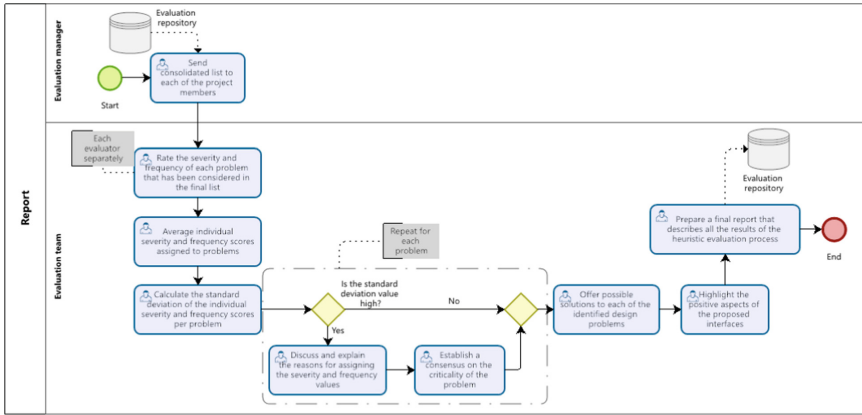 Report
Evaluation manager
Evaluation
repository
Start
Send
consolidated list to
each of the project
members
Evaluation team
Each
evaluator
separately
Rate the severity and
frequency of each problem
that has been considered in
the final list
Average individual
severity and frequency scores
assigned to problems
Calculate the standard
deviation of the individual
severity and frequency scores
per problem
Repeat for
each
problem
Is the standard
deviation value
high?
No
Yes
Discuss and explain
the reasons for assigning
the severity and frequency
values
Establish a
consensus on the
criticality of the
problem
Offer possible
solutions to each of the
identified design
problems
Highlight the
positive aspects of
the proposed
interfaces
Prepare a final report that
describes all the results of the
heuristic evaluation process
Evaluation
repository
End